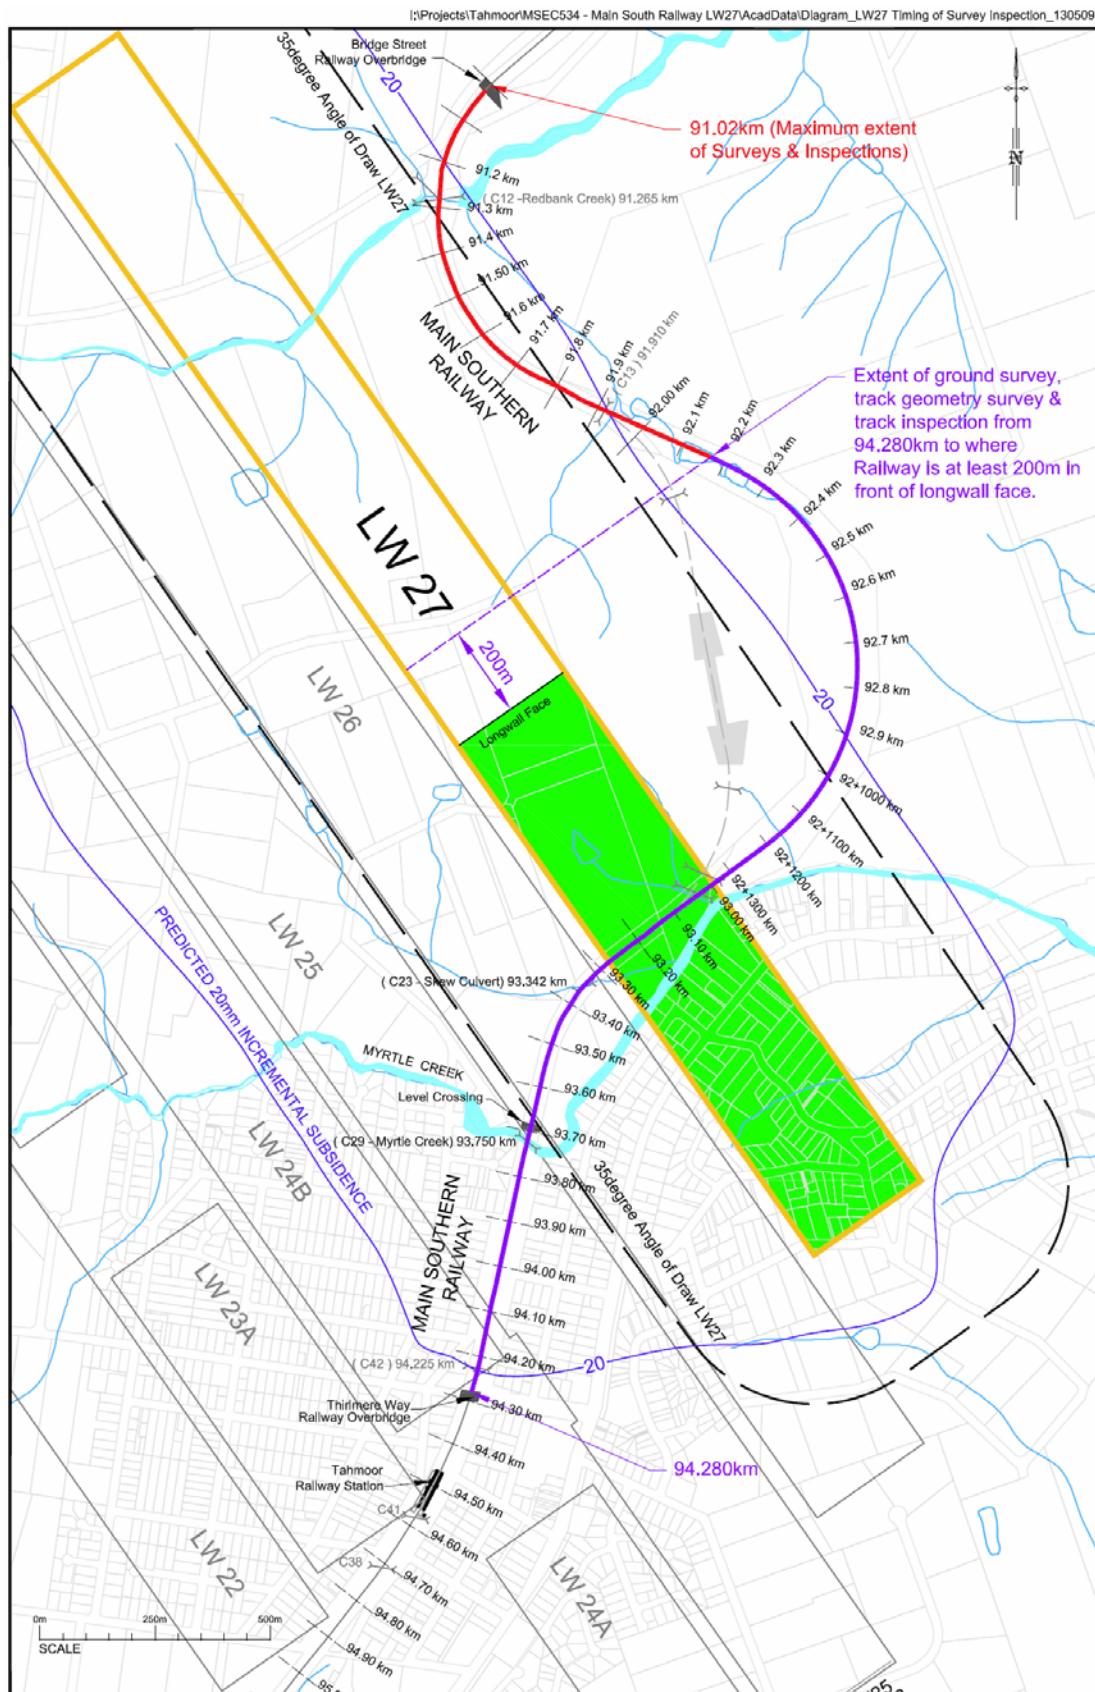 I:\Projects\Tahmoor\MSEC534 - Main South Railway LW27\AcadData\Diagram_LW27 Timing of Survey Inspection_130509
Bridge Street
Railway Overbridge
35degree Angle of Draw LW27
20
91.02km (Maximum extent
of Surveys & Inspections)
N
91.2 km
( C12 -Redbank Creek) 91.265 km
91.3 km
91.4 km
91.50 km
91.6 km
91.7 km
91.8 km
91.9 km
( C13 ) 91.910 km
MAIN SOUTHERN
RAILWAY
92.00 km
92.1 km
92.2 km
92.3 km
92.4 km
92.5 km
92.6 km
92.7 km
92.8 km
92.9 km
Extent of ground survey,
track geometry survey &
track inspection from
94.280km to where
Railway is at least 200m in
front of longwall face.
LW 27
200m
Longwall Face
LW 26
20
92+1000 km
92+1100 km
92+1200 km
92+1300 km
93.00 km
93.10 km
93.20 km
93.30 km
LW 25
PREDICTED 20mm INCREMENTAL SUBSIDENCE
( C23 - Skew Culvert) 93.342 km
93.40 km
93.50 km
MYRTLE CREEK
93.60 km
Level Crossing
93.70 km
( C29 - Myrtle Creek) 93.750 km
LW 24B
93.80 km
35degree Angle of Draw LW27
93.90 km
MAIN SOUTHERN
RAILWAY
94.00 km
LW 23A
94.10 km
94.20 km
( C42 ) 94.225 km
20
Thirlmere Way
Railway Overbridge
94.30 km
94.40 km
94.280km
Tahmoor
Railway Station
94.50 km
C41
94.60 km
C38
94.70 km
LW 22
LW 24A
94.80 km
94.90 km
0m 250m 500m
SCALE